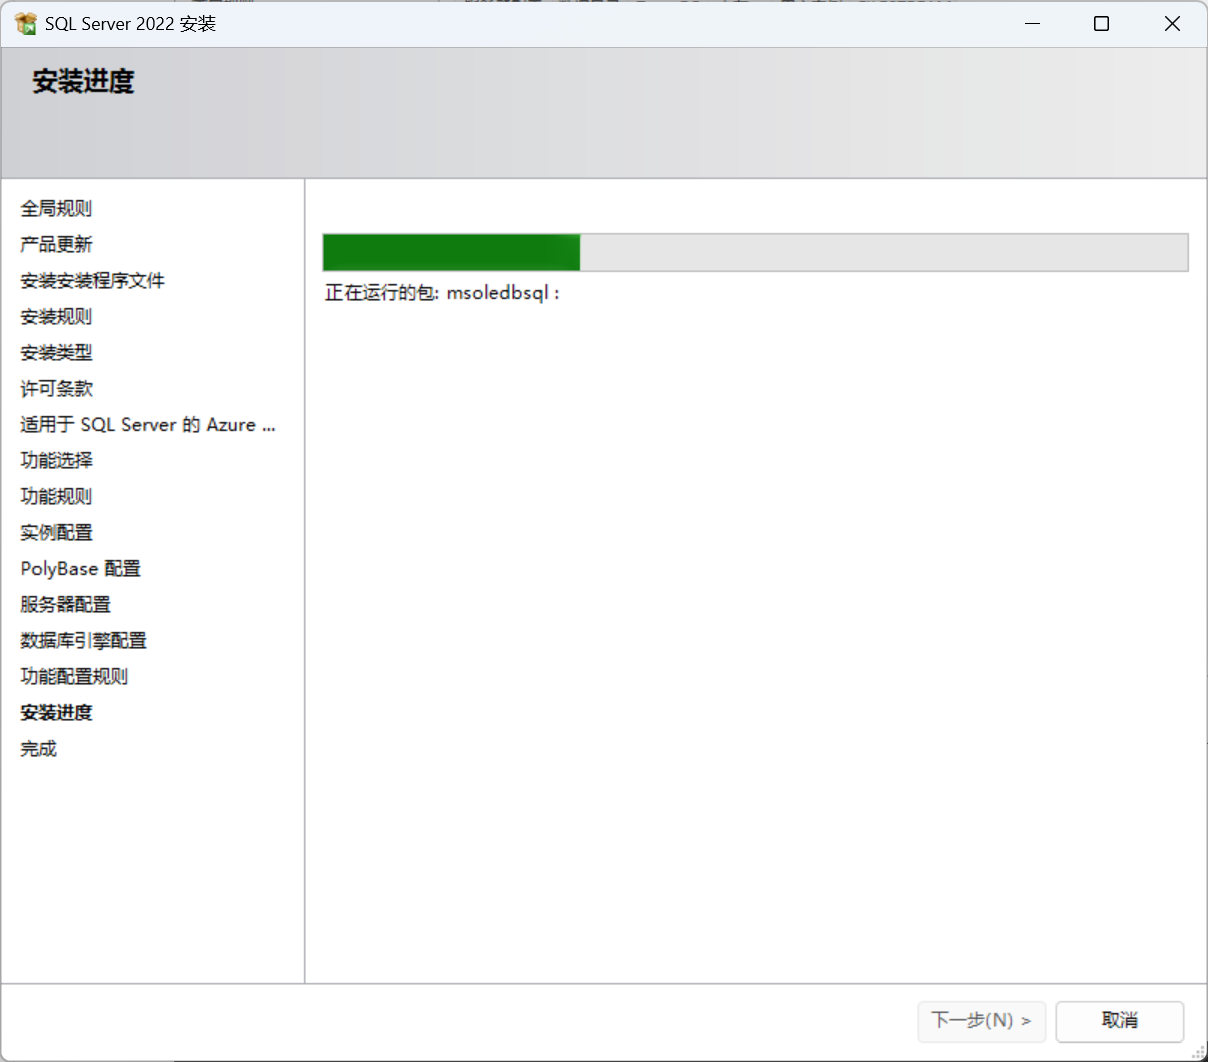 SQL Server 2022 安装
安装进度
全局规则
产品更新
安装安装程序文件
安装规则
安装类型
许可条款
适用于 SQL Server 的 Azure ...
功能选择
功能规则
实例配置
PolyBase 配置
服务器配置
数据库引擎配置
功能配置规则
安装进度
完成
正在运行的包: msoledbsql :
下一步(N) >
取消